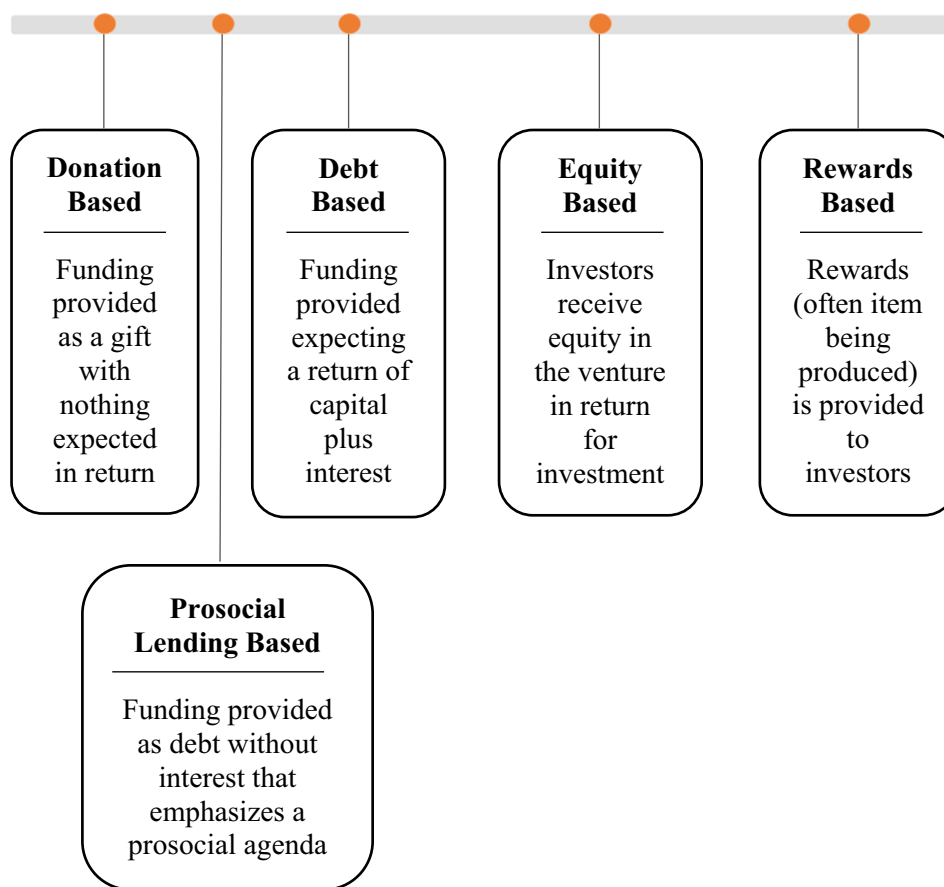 Donation
Based
Funding
provided
as a gift
with
nothing
expected
in return
Debt
Based
Funding
provided
expecting
a return of
capital
plus
interest
Equity
Based
Investors
receive
equity in
the venture
in return
for
investment
Rewards
Based
Rewards
(often item
being
produced)
is provided
to
investors
Prosocial
Lending Based
Funding provided
as debt without
interest that
emphasizes a
prosocial agenda